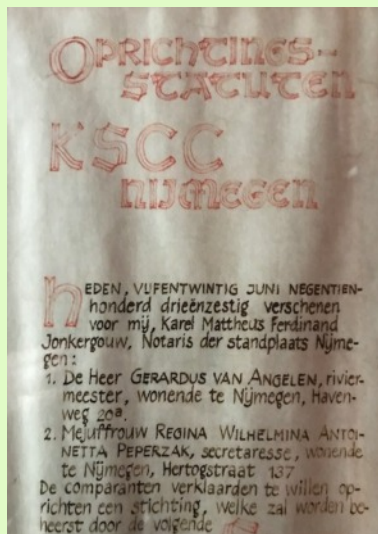 OPRICHTINGS-
STATUTEN
KSCC
NIJMEGEN
HEDEN, VIJFENTWINTIG JUNI NEGENTIEN-
honderd drieënzestig verschenen
voor mij, Karel Mattheus Ferdinand
Jonkergouw, Notaris der standplaats Nijme-
gen:
1. De Heer GERARDUS VAN ANGELEN, rivier-
meester, wonende te Nijmegen, Haven-
weg 20a.
2. Mejuffrouw REGINA WILHELMINA ANTOI-
NETTA PEPERZAK, secretaresse, wonende
te Nijmegen, Hertogstraat 137
De comparanten verklaarden te willen op-
richten een stichting, welke zal worden be-
heerst door de volgende